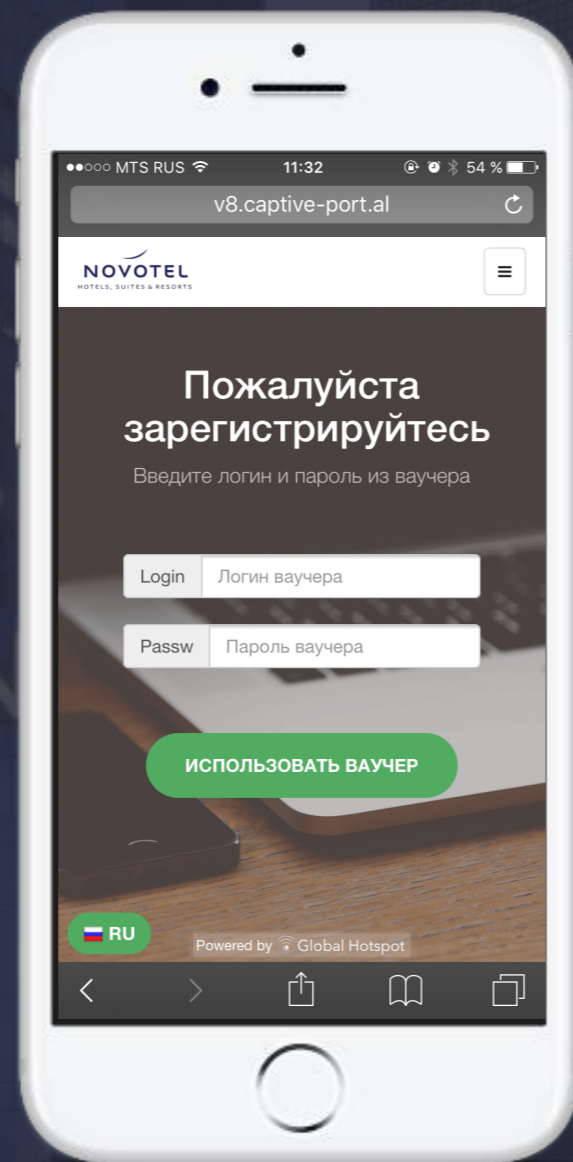 MTS RUS 11:32 54 %
v8.captive-port.al
NOVOTEL
HOTELS, SUITES & RESORTS
Пожалуйста
зарегистрируйтесь
Введите логин и пароль из ваучера
Login Логин ваучера
Passw Пароль ваучера
ИСПОЛЬЗОВАТЬ ВАУЧЕР
RU
Powered by Global Hotspot